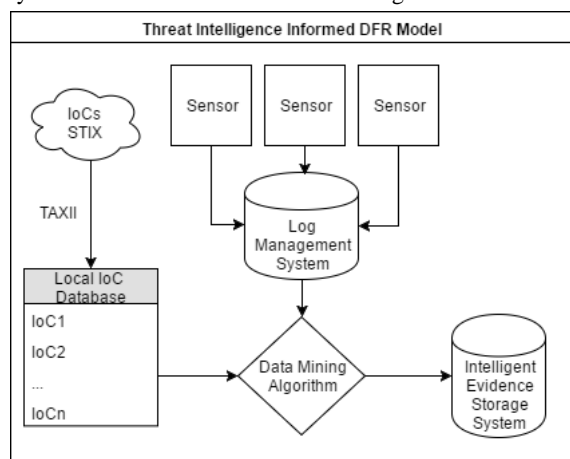 Threat Intelligence Informed DFR Model
IoCs
STIX
Sensor
Sensor
Sensor
TAXII
Log
Management
System
Local IoC
Database
IoC1
IoC2
...
IoCn
Data Mining
Algorithm
Intelligent
Evidence
Storage
System